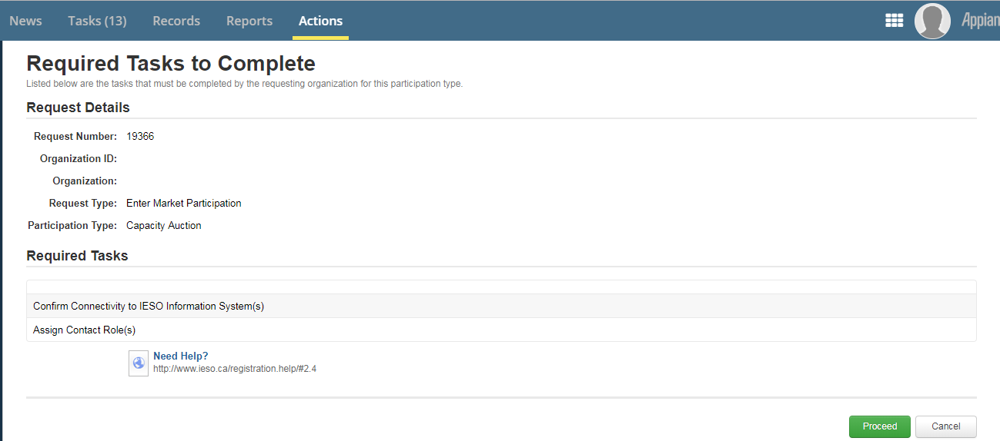 News Tasks (13) Records Reports Actions Appian
Required Tasks to Complete
Listed below are the tasks that must be completed by the requesting organization for this participation type.
Request Details
Request Number: 19366
Organization ID:
Organization:
Request Type: Enter Market Participation
Participation Type: Capacity Auction
Required Tasks
Confirm Connectivity to IESO Information System(s)
Assign Contact Role(s)
Need Help?
http://www.ieso.ca/registration.help/#2.4
Proceed Cancel